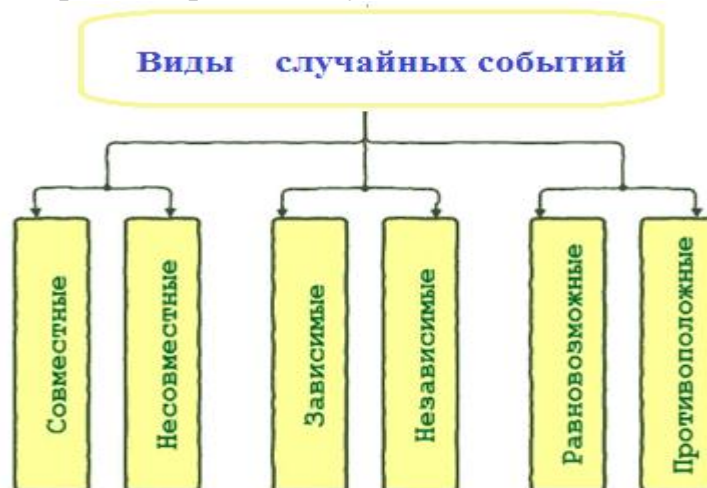 Виды случайных событий
Совместные
Несовместные
Зависимые
Независимые
Равновозможные
Противоположные